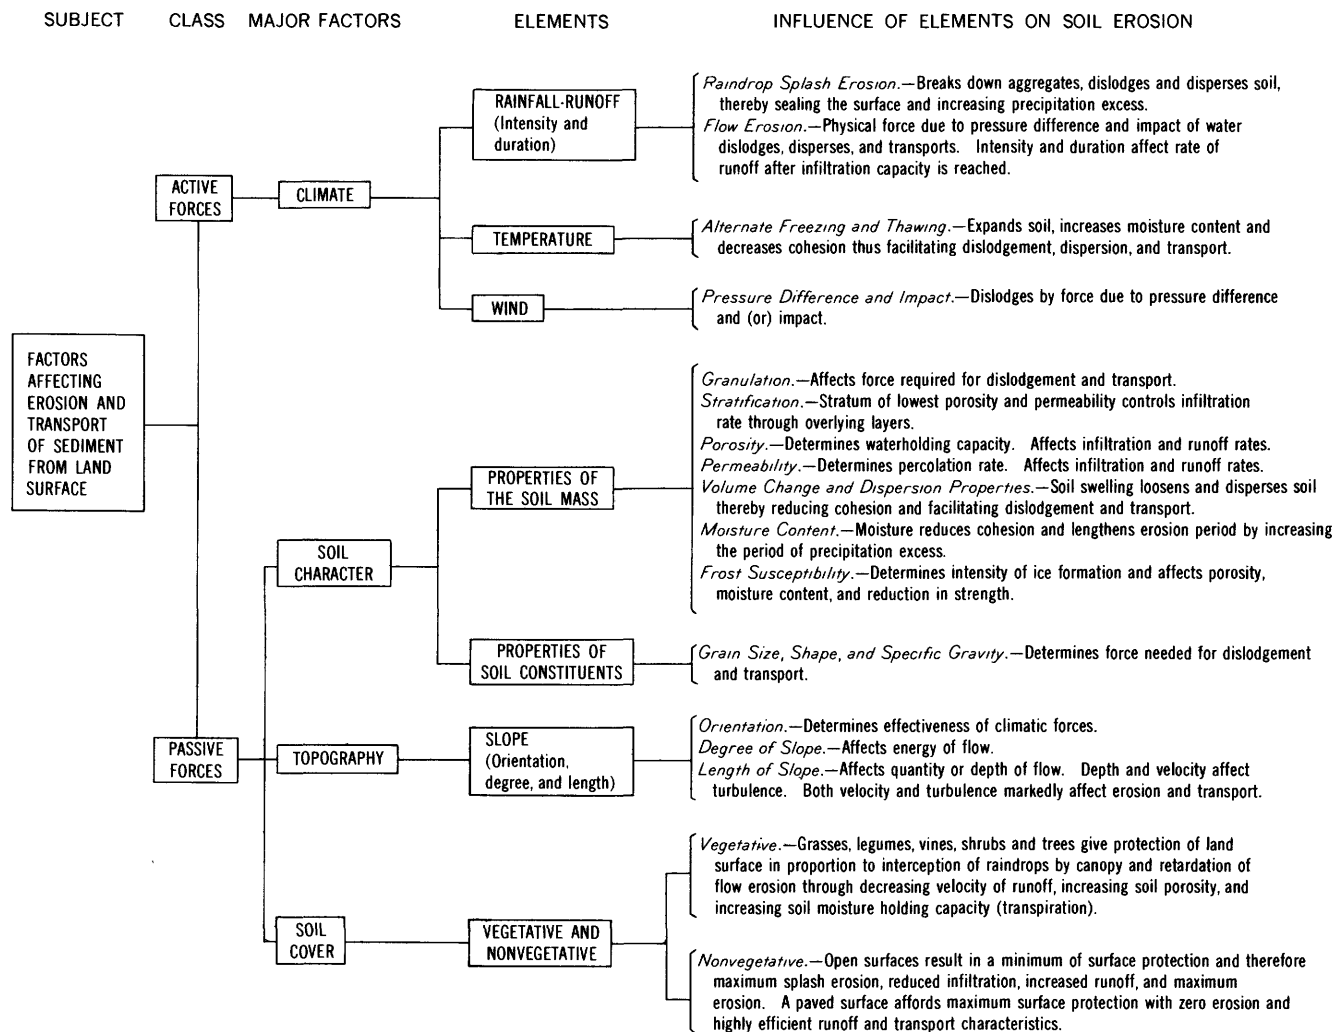 SUBJECT CLASS MAJOR FACTORS ELEMENTS INFLUENCE OF ELEMENTS ON SOIL EROSION
FACTORS
AFFECTING
EROSION AND
TRANSPORT
OF SEDIMENT
FROM LAND
SURFACE
ACTIVE
FORCES
CLIMATE
RAINFALL-RUNOFF
(Intensity and
duration)
Raindrop Splash Erosion.—Breaks down aggregates, dislodges and disperses soil,
thereby sealing the surface and increasing precipitation excess.
Flow Erosion.—Physical force due to pressure difference and impact of water
dislodges, disperses, and transports. Intensity and duration affect rate of
runoff after infiltration capacity is reached.
TEMPERATURE
Alternate Freezing and Thawing.—Expands soil, increases moisture content and
decreases cohesion thus facilitating dislodgement, dispersion, and transport.
WIND
Pressure Difference and Impact.—Dislodges by force due to pressure difference
and (or) impact.
PASSIVE
FORCES
SOIL
CHARACTER
PROPERTIES OF
THE SOIL MASS
Granulation.—Affects force required for dislodgement and transport.
Stratification.—Stratum of lowest porosity and permeability controls infiltration
rate through overlying layers.
Porosity.—Determines waterholding capacity. Affects infiltration and runoff rates.
Permeability.—Determines percolation rate. Affects infiltration and runoff rates.
Volume Change and Dispersion Properties.—Soil swelling loosens and disperses soil
thereby reducing cohesion and facilitating dislodgement and transport.
Moisture Content.—Moisture reduces cohesion and lengthens erosion period by increasing
the period of precipitation excess.
Frost Susceptibility.—Determines intensity of ice formation and affects porosity,
moisture content, and reduction in strength.
PROPERTIES OF
SOIL CONSTITUENTS
Grain Size, Shape, and Specific Gravity.—Determines force needed for dislodgement
and transport.
TOPOGRAPHY
SLOPE
(Orientation,
degree, and length)
Orientation.—Determines effectiveness of climatic forces.
Degree of Slope.—Affects energy of flow.
Length of Slope.—Affects quantity or depth of flow. Depth and velocity affect
turbulence. Both velocity and turbulence markedly affect erosion and transport.
SOIL
COVER
VEGETATIVE AND
NONVEGETATIVE
Vegetative.—Grasses, legumes, vines, shrubs and trees give protection of land
surface in proportion to interception of raindrops by canopy and retardation of
flow erosion through decreasing velocity of runoff, increasing soil porosity, and
increasing soil moisture holding capacity (transpiration).
Nonvegetative.—Open surfaces result in a minimum of surface protection and therefore
maximum splash erosion, reduced infiltration, increased runoff, and maximum
erosion. A paved surface affords maximum surface protection with zero erosion and
highly efficient runoff and transport characteristics.